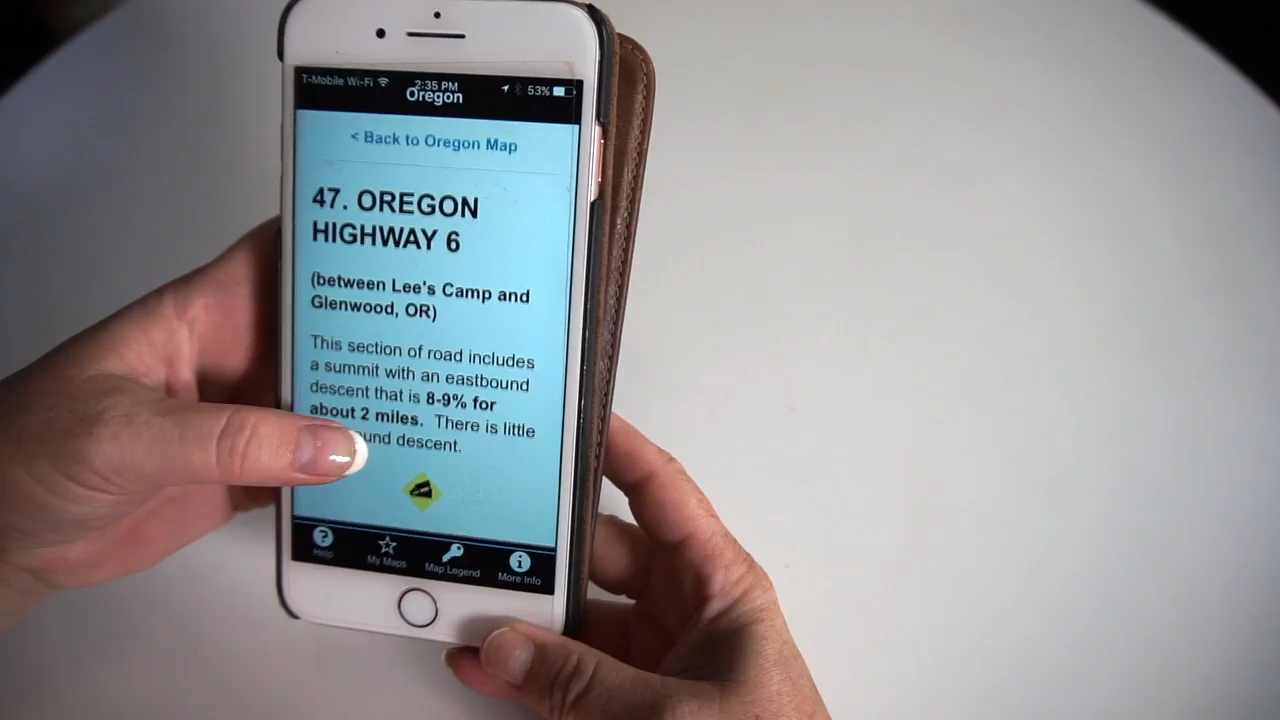 T-Mobile Wi-Fi 2:35 PM 53%
Oregon
< Back to Oregon Map
47. OREGON
HIGHWAY 6
(between Lee's Camp and
Glenwood, OR)
This section of road includes
a summit with an eastbound
descent that is 8-9% for
about 2 miles. There is little
descent.
Help My Maps Map Legend More Info